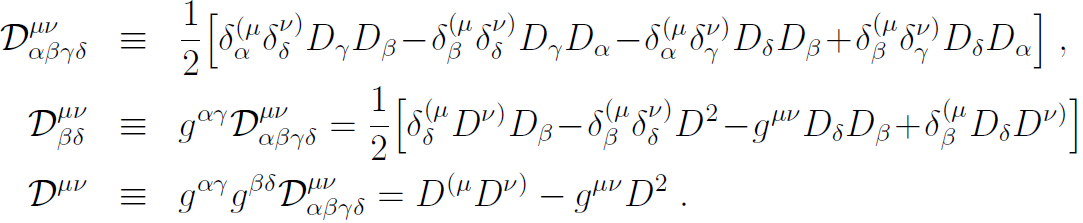 $\mathcal{D}^{\mu\nu}_{\alpha\beta\gamma\delta} \equiv \frac{1}{2}\Big[\delta^{(\mu}_{\alpha}\delta^{\nu)}_{\delta}D_{\gamma}D_{\beta} - \delta^{(\mu}_{\beta}\delta^{\nu)}_{\delta}D_{\gamma}D_{\alpha} - \delta^{(\mu}_{\alpha}\delta^{\nu)}_{\gamma}D_{\delta}D_{\beta} + \delta^{(\mu}_{\beta}\delta^{\nu)}_{\gamma}D_{\delta}D_{\alpha}\Big] \ ,$
$\mathcal{D}^{\mu\nu}_{\beta\delta} \equiv g^{\alpha\gamma}\mathcal{D}^{\mu\nu}_{\alpha\beta\gamma\delta} = \frac{1}{2}\Big[\delta^{(\mu}_{\delta}D^{\nu)}D_{\beta} - \delta^{(\mu}_{\beta}\delta^{\nu)}_{\delta}D^{2} - g^{\mu\nu}D_{\delta}D_{\beta} + \delta^{(\mu}_{\beta}D_{\delta}D^{\nu)}\Big]$
$\mathcal{D}^{\mu\nu} \equiv g^{\alpha\gamma}g^{\beta\delta}\mathcal{D}^{\mu\nu}_{\alpha\beta\gamma\delta} = D^{(\mu}D^{\nu)} - g^{\mu\nu}D^{2} \ .$